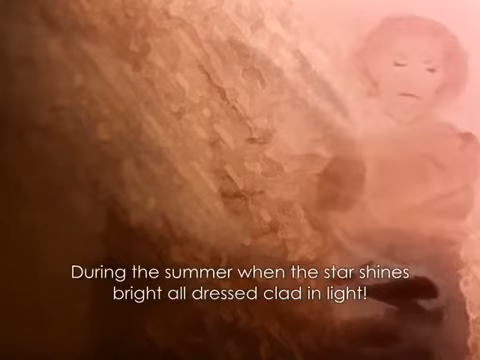 During the summer when the star shines
bright all dressed clad in light!